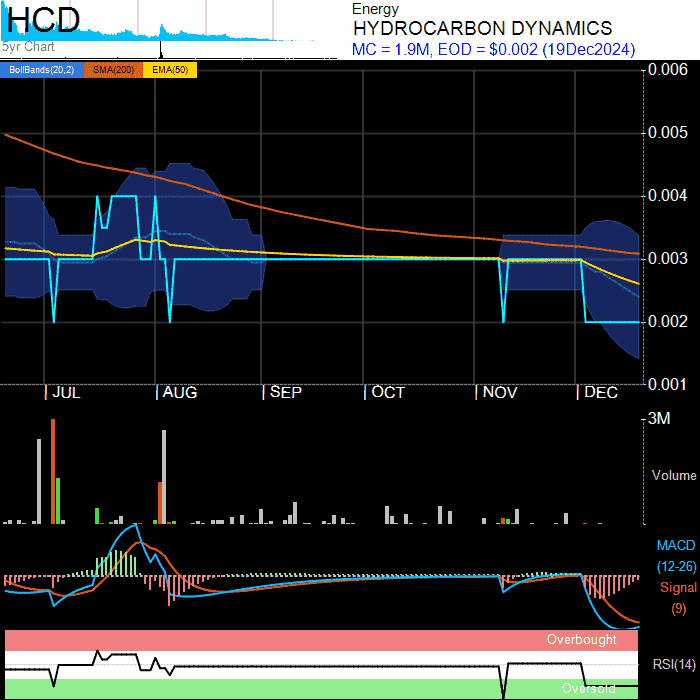 HCD
5yr Chart
Energy
HYDROCARBON DYNAMICS
MC = 1.9M, EOD = $0.002 (19Dec2024)
BollBands(20,2) SMA(200) EMA(50)
0.006
0.005
0.004
0.003
0.002
0.001
JUL AUG SEP OCT NOV DEC
3M
Volume
MACD
(12-26)
Signal
(9)
Overbought
RSI(14)
Oversold